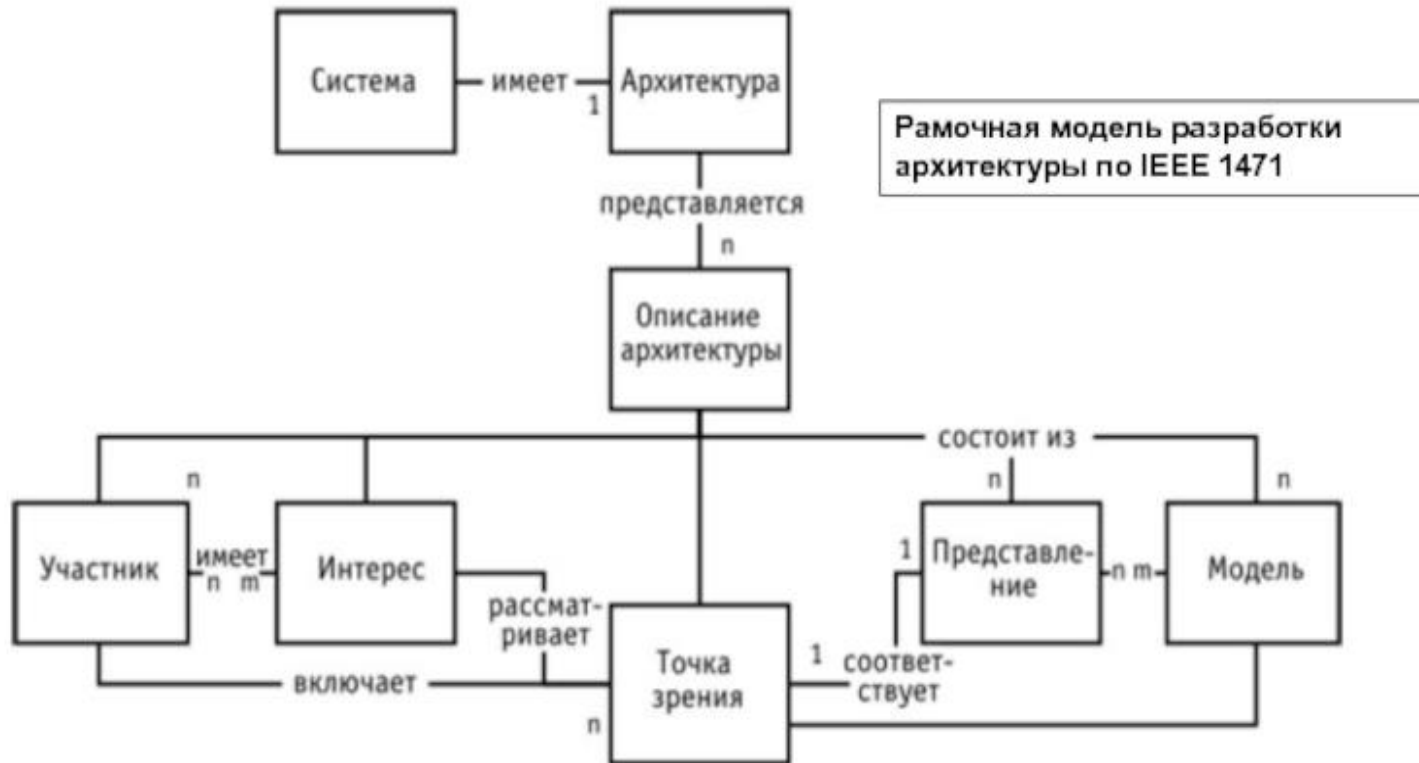 Система
имеет
1
Архитектура
Рамочная модель разработки
архитектуры по IEEE 1471
представляется
n
Описание
архитектуры
состоит из
n
n
n
Участник
имеет
n m
Интерес
рассмат-
ривает
включает
Точка
зрения
n
1
соответ-
ствует
1
Представле-
ние
n m
Модель